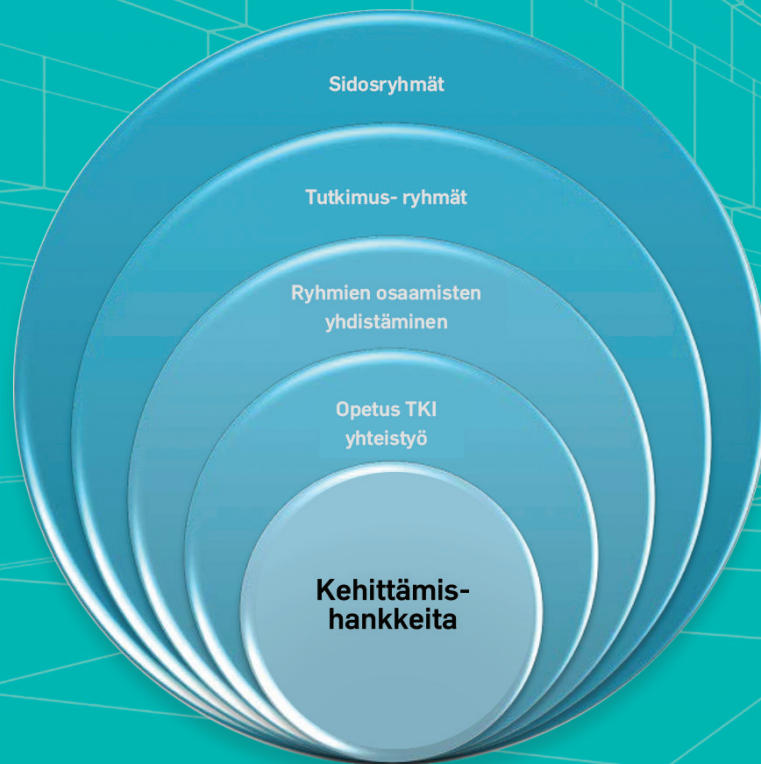 Sidosryhmät
Tutkimus- ryhmät
Ryhmien osaamisten
yhdistäminen
Opetus TKI
yhteistyö
Kehittämis-
hankkeita